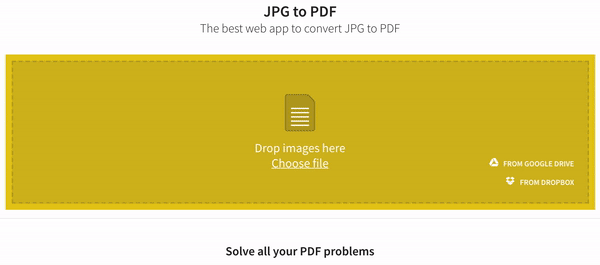 JPG to PDF
The best web app to convert JPG to PDF
Drop images here
Choose file
FROM GOOGLE DRIVE
FROM DROPBOX
Solve all your PDF problems